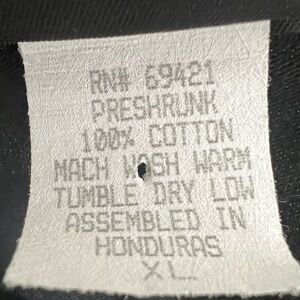 RN# 69421
PRESHRUNK
100% COTTON
MACH WASH WARM
TUMBLE DRY LOW
ASSEMBLED IN
HONDURAS
XL